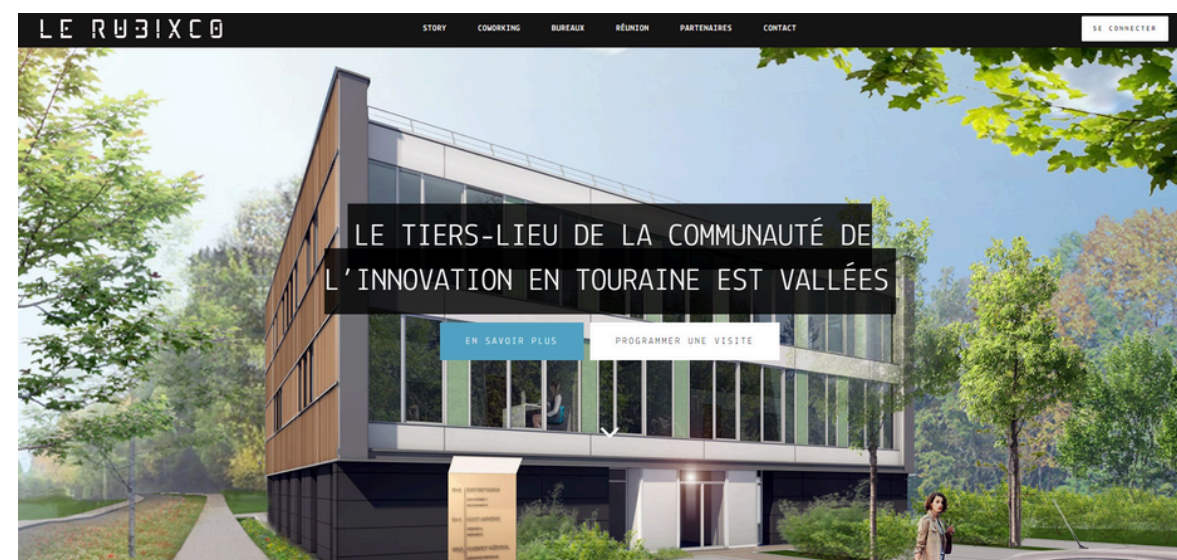 LE RUBIXCO
STORY COWORKING BUREAUX RÉUNION PARTENAIRES CONTACT
SE CONNECTER
LE TIERS-LIEU DE LA COMMUNAUTÉ DE
L'INNOVATION EN TOURAINE EST VALLÉES
EN SAVOIR PLUS PROGRAMMER UNE VISITE